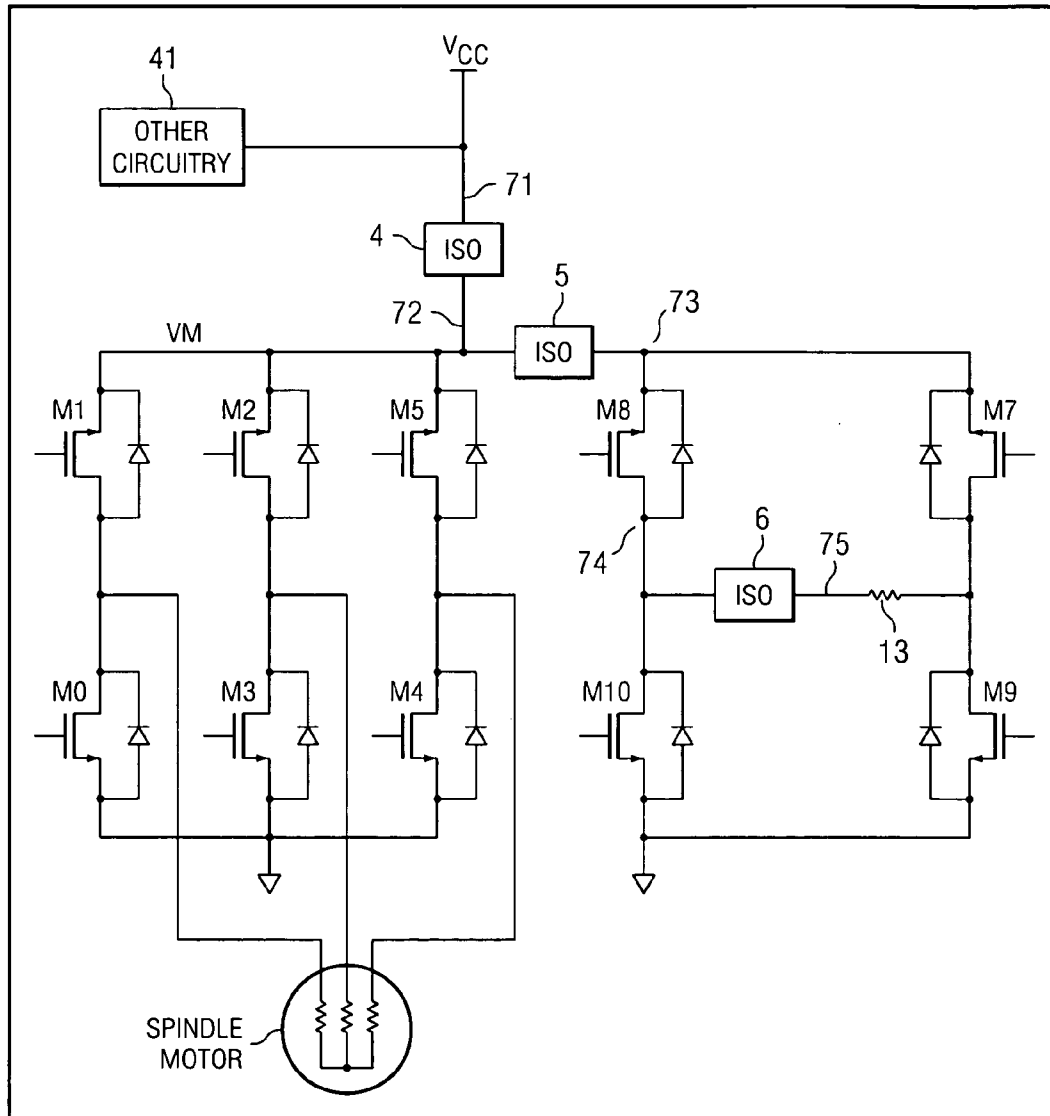 VCC
41
OTHER
CIRCUITRY
71
4
ISO
72
5
ISO
73
VM
M1
M2
M5
M8
M7
74
6
ISO
75
13
M0
M3
M4
M10
M9
SPINDLE
MOTOR